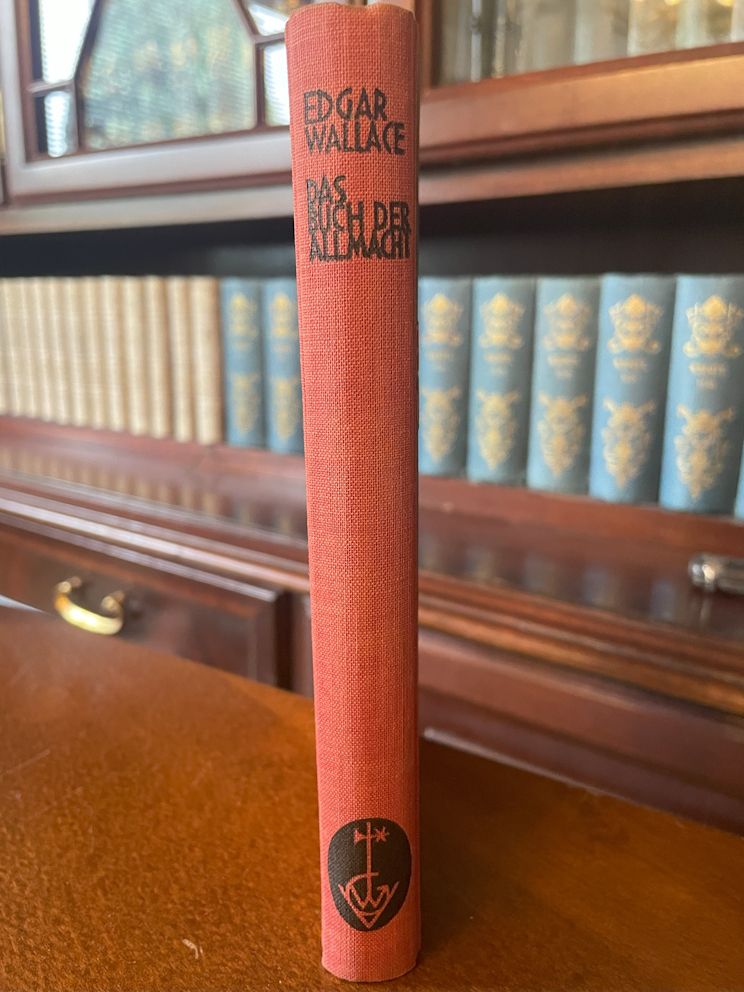 EDGAR
WALLACE
DAS
BUCH DER
ALLMACHT